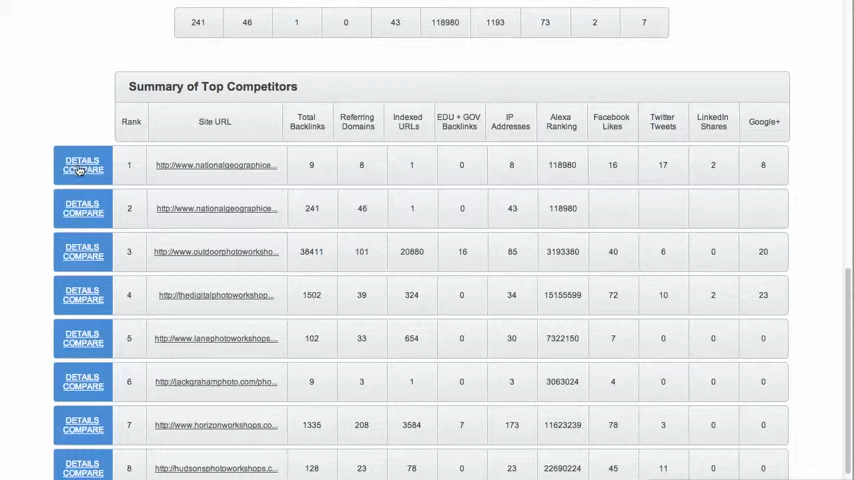 241 46 1 0 43 118980 1193 73 2 7
Summary of Top Competitors
Rank Site URL Total Backlinks Referring Domains Indexed URLs EDU + GOV Backlinks IP Addresses Alexa Ranking Facebook Likes Twitter Tweets LinkedIn Shares Google+
DETAILS COMPARE 1 http://www.nationalgeographice... 9 8 1 0 8 118980 16 17 2 8
DETAILS COMPARE 2 http://www.nationalgeographice... 241 46 1 0 43 118980
DETAILS COMPARE 3 http://www.outdoorphotoworksho... 38411 101 20880 16 85 3193380 40 6 0 20
DETAILS COMPARE 4 http://thedigitalphotoworkshop... 1502 39 324 0 34 15155599 72 10 2 23
DETAILS COMPARE 5 http://www.lanephotoworkshops.... 102 33 654 0 30 7322150 7 0 0 0
DETAILS COMPARE 6 http://jackgrahamphoto.com/pho... 9 3 1 0 3 3063024 4 0 0 0
DETAILS COMPARE 7 http://www.horizonworkshops.co... 1335 208 3584 7 173 11623239 78 3 0 0
DETAILS COMPARE 8 http://hudsonsphotoworkshops.c... 128 23 78 0 23 22690224 45 11 0 0